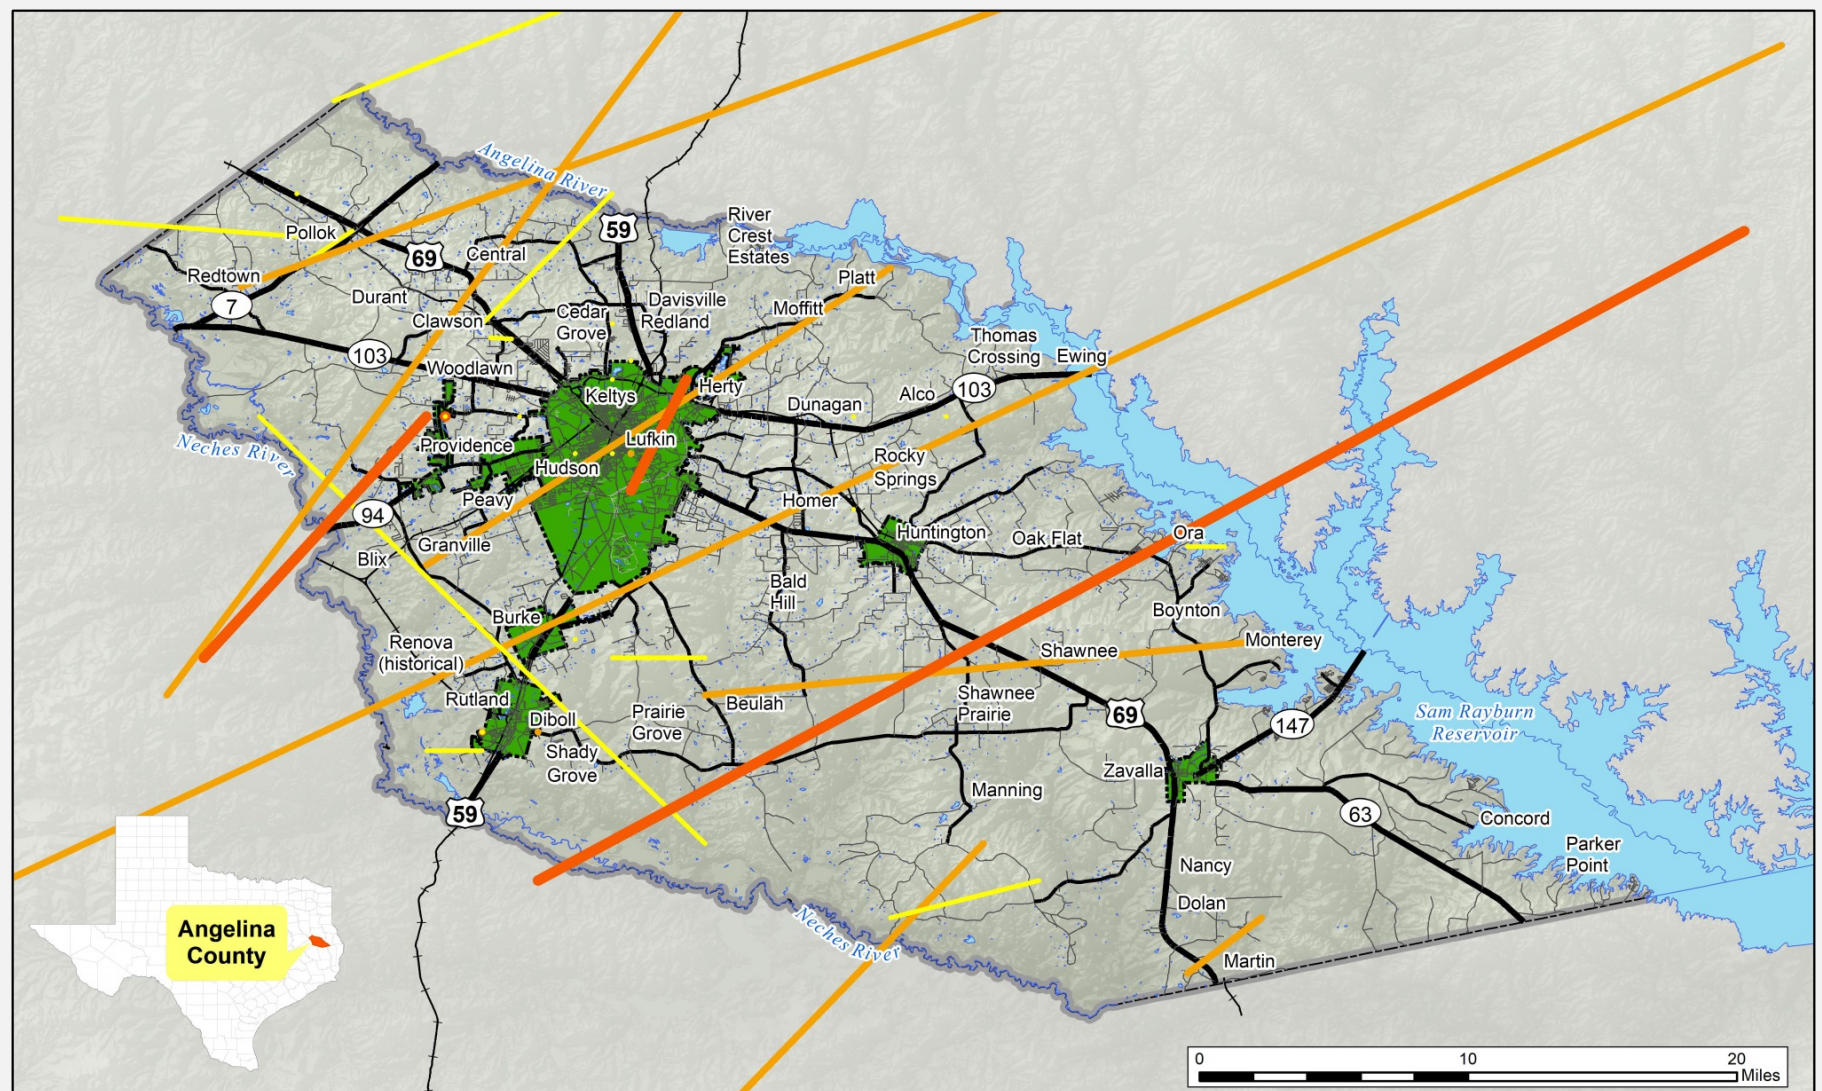 Angelina River
River
Crest
Estates
59
Pollok
69
Central
Redtown
7
Durant
Platt
Davisville
Moffitt
Cedar
Grove
Redland
Clawson
Thomas
Crossing
Ewing
103
Woodlawn
Keltys
Herty
Alco
103
Dunagan
Neches River
Providence
Lufkin
Hudson
Rocky
Springs
Peavy
Homer
94
Huntington
Oak Flat
Ora
Granville
Blix
Bald
Hill
Boynton
Burke
Renova
(historical)
Monterey
Shawnee
Rutland
Beulah
Shawnee
Prairie
Prairie
Grove
Diboll
69
147
Sam Rayburn
Reservoir
Shady
Grove
Zavalla
Manning
59
63
Concord
Parker
Point
Nancy
Dolan
Neches River
Martin
Angelina
County
0
10
20
Miles